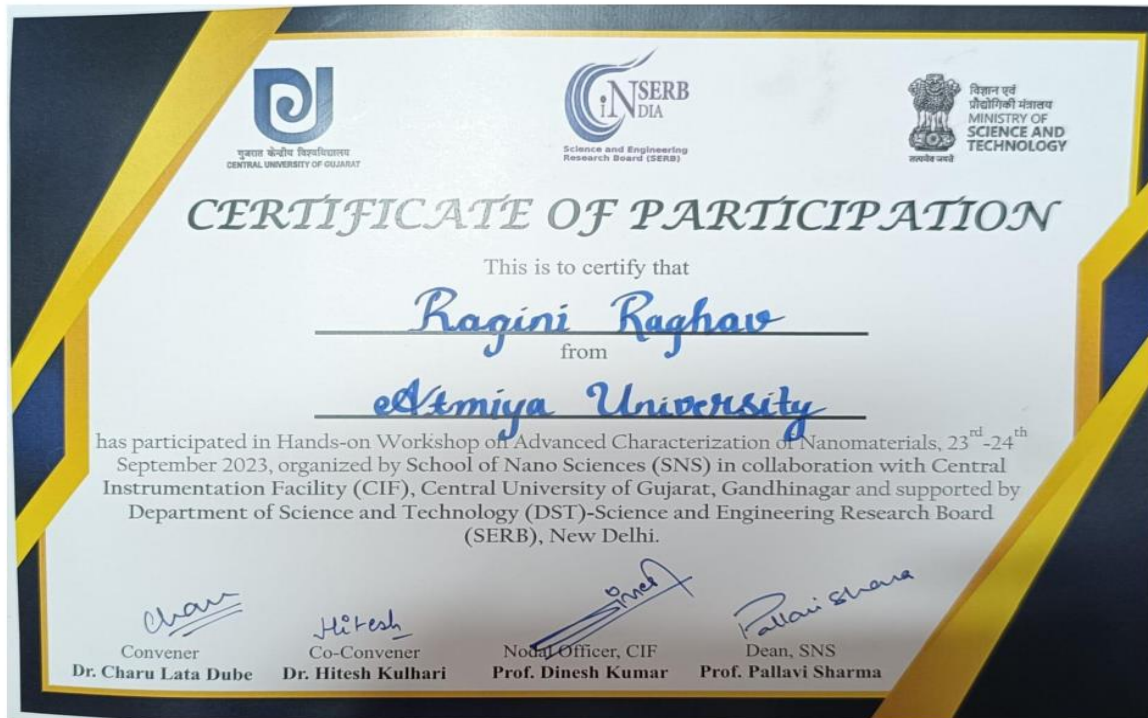 गुजरात केन्द्रीय विश्वविद्यालय
CENTRAL UNIVERSITY OF GUJARAT
iNSERB
DIA
Science and Engineering
Research Board (SERB)
सत्यमेव जयते
विज्ञान एवं
प्रौद्योगिकी मंत्रालय
MINISTRY OF
SCIENCE AND
TECHNOLOGY
CERTIFICATE OF PARTICIPATION
This is to certify that
Ragini Raghav
from
Atmiya University
has participated in Hands-on Workshop on Advanced Characterization of Nanomaterials, 23rd-24th
September 2023, organized by School of Nano Sciences (SNS) in collaboration with Central
Instrumentation Facility (CIF), Central University of Gujarat, Gandhinagar and supported by
Department of Science and Technology (DST)-Science and Engineering Research Board
(SERB), New Delhi.
Charu
Hitesh
Dinesh
Pallavi Sharma
Convener
Dr. Charu Lata Dube
Co-Convener
Dr. Hitesh Kulhari
Nodal Officer, CIF
Prof. Dinesh Kumar
Dean, SNS
Prof. Pallavi Sharma